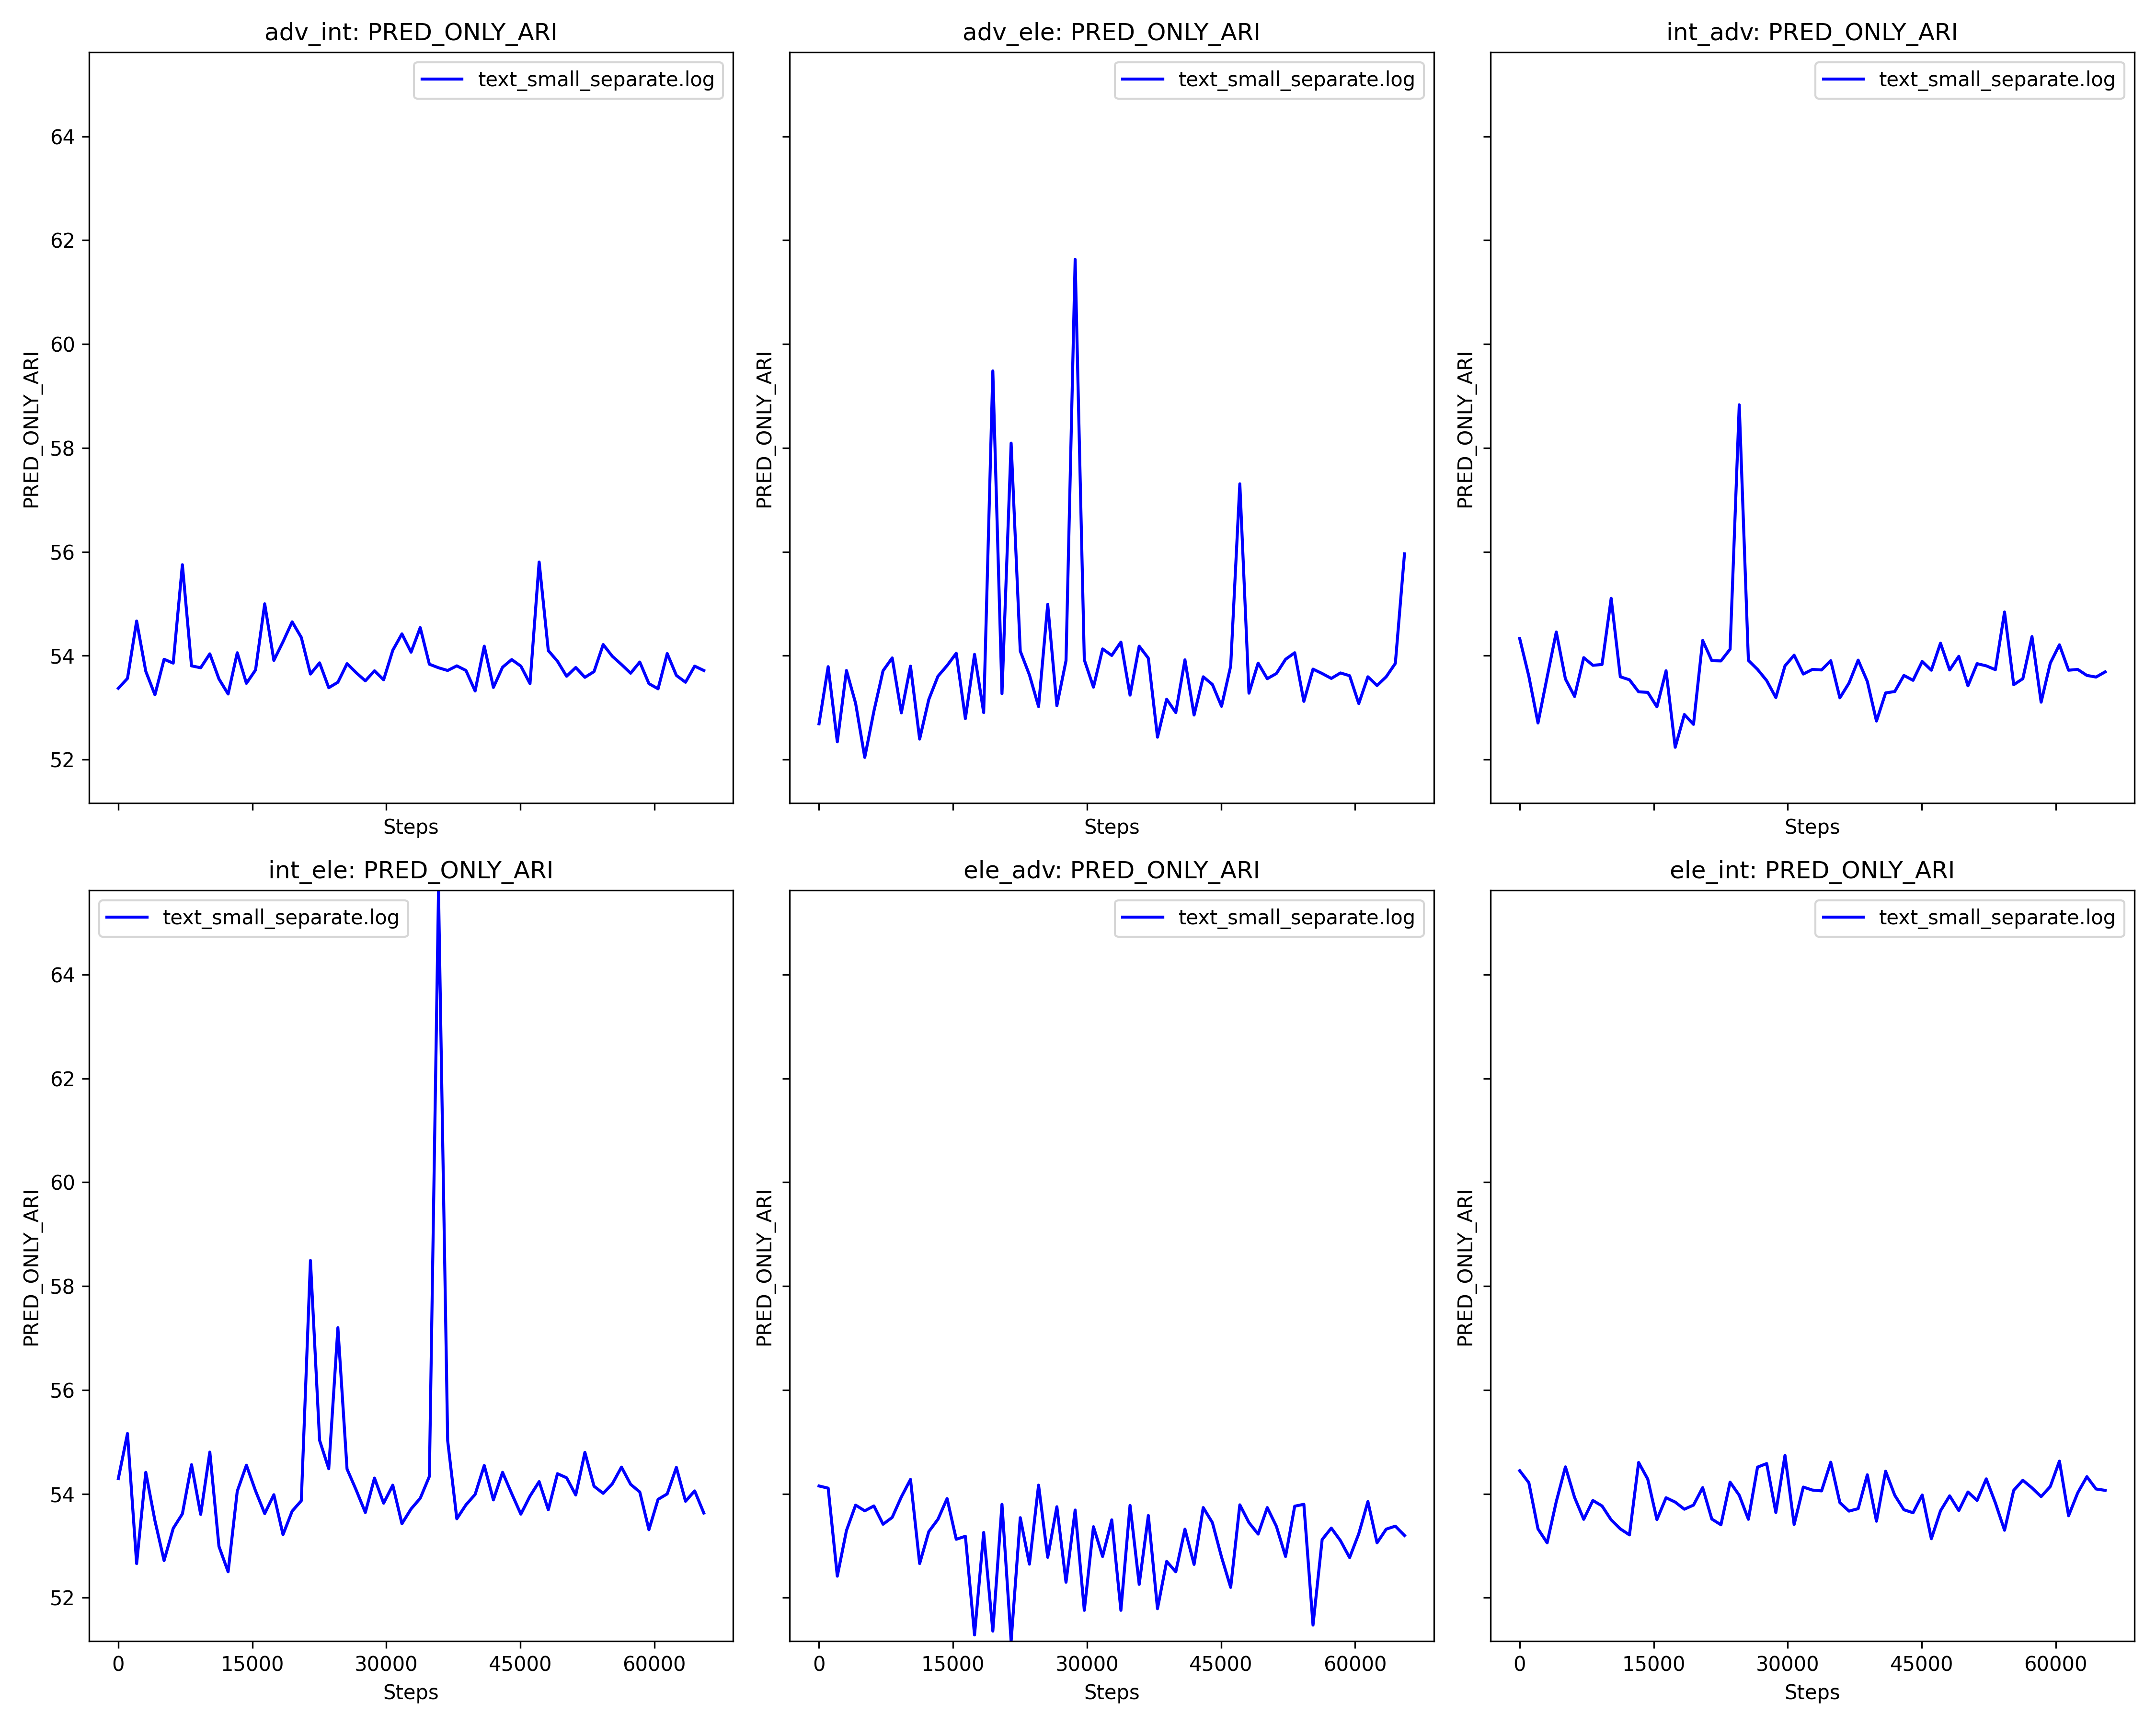 adv_int: PRED_ONLY_ARI
text_small_separate.log
PRED_ONLY_ARI
64
62
60
58
56
54
52
Steps
adv_ele: PRED_ONLY_ARI
text_small_separate.log
PRED_ONLY_ARI
Steps
int_adv: PRED_ONLY_ARI
text_small_separate.log
PRED_ONLY_ARI
Steps
int_ele: PRED_ONLY_ARI
text_small_separate.log
PRED_ONLY_ARI
64
62
60
58
56
54
52
0 15000 30000 45000 60000
Steps
ele_adv: PRED_ONLY_ARI
text_small_separate.log
PRED_ONLY_ARI
0 15000 30000 45000 60000
Steps
ele_int: PRED_ONLY_ARI
text_small_separate.log
PRED_ONLY_ARI
0 15000 30000 45000 60000
Steps